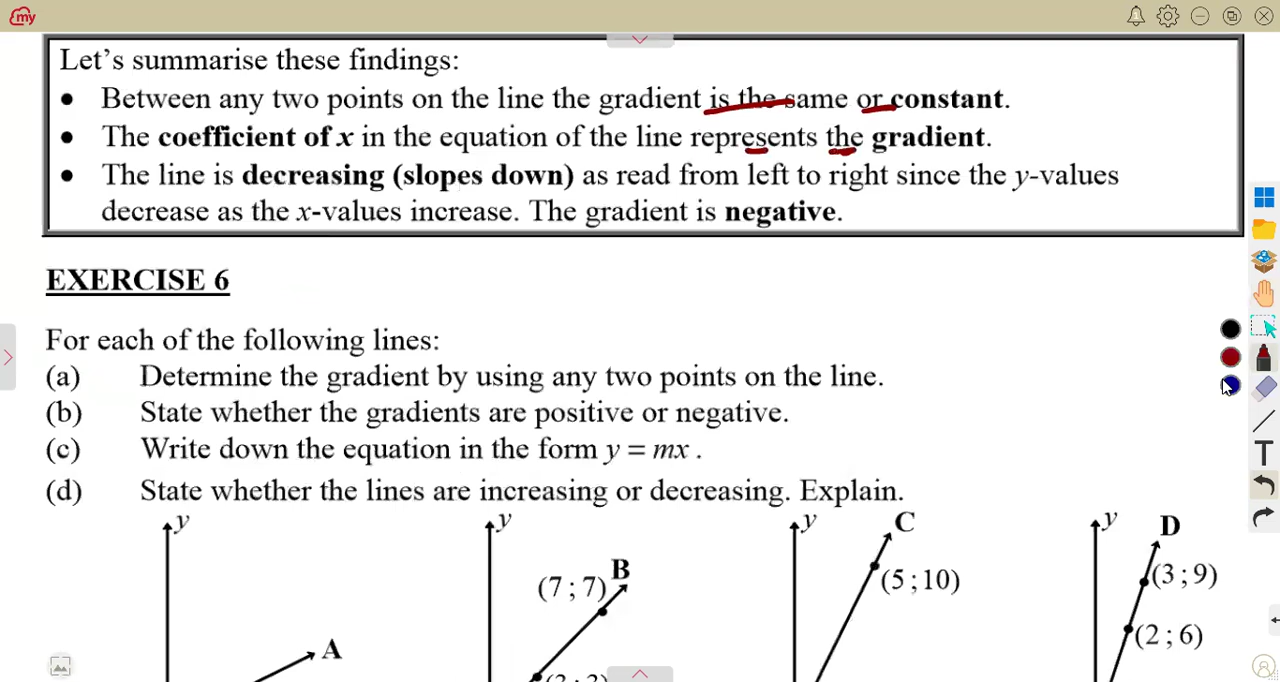 my
Let's summarise these findings:
• Between any two points on the line the gradient is the same or constant.
• The coefficient of x in the equation of the line represents the gradient.
• The line is decreasing (slopes down) as read from left to right since the y-values
decrease as the x-values increase. The gradient is negative.
EXERCISE 6
For each of the following lines:
(a) Determine the gradient by using any two points on the line.
(b) State whether the gradients are positive or negative.
(c) Write down the equation in the form y = mx .
(d) State whether the lines are increasing or decreasing. Explain.
y y y C y D
(7 ; 7) B (5 ; 10) (3 ; 9)
A (2 ; 6)
T